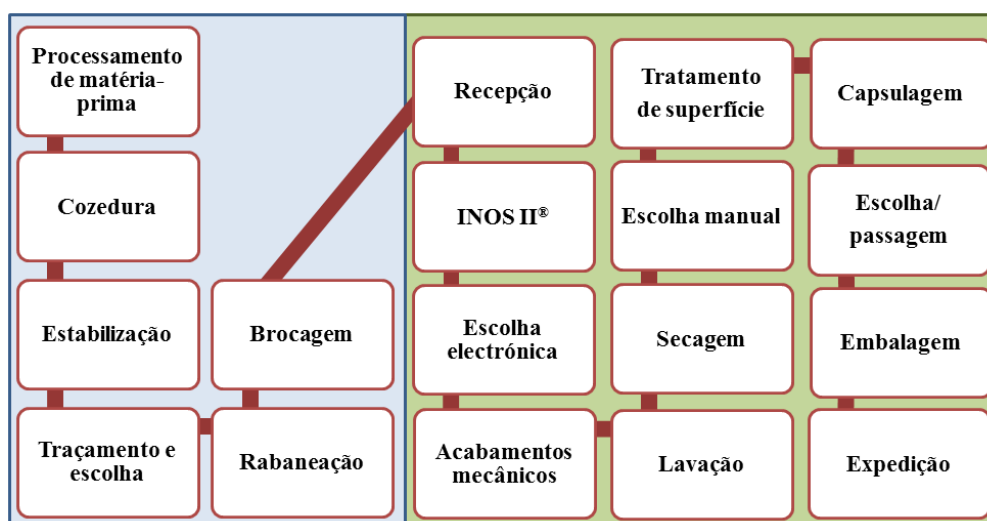 Processamento
de matéria-
prima
Cozedura
Estabilização
Traçamento e
escolha
Rabaneação
Brocagem
Recepção
INOS II®
Escolha
electrónica
Acabamentos
mecânicos
Lavação
Secagem
Escolha manual
Tratamento
de superfície
Capsulagem
Escolha/
passagem
Embalagem
Expedição